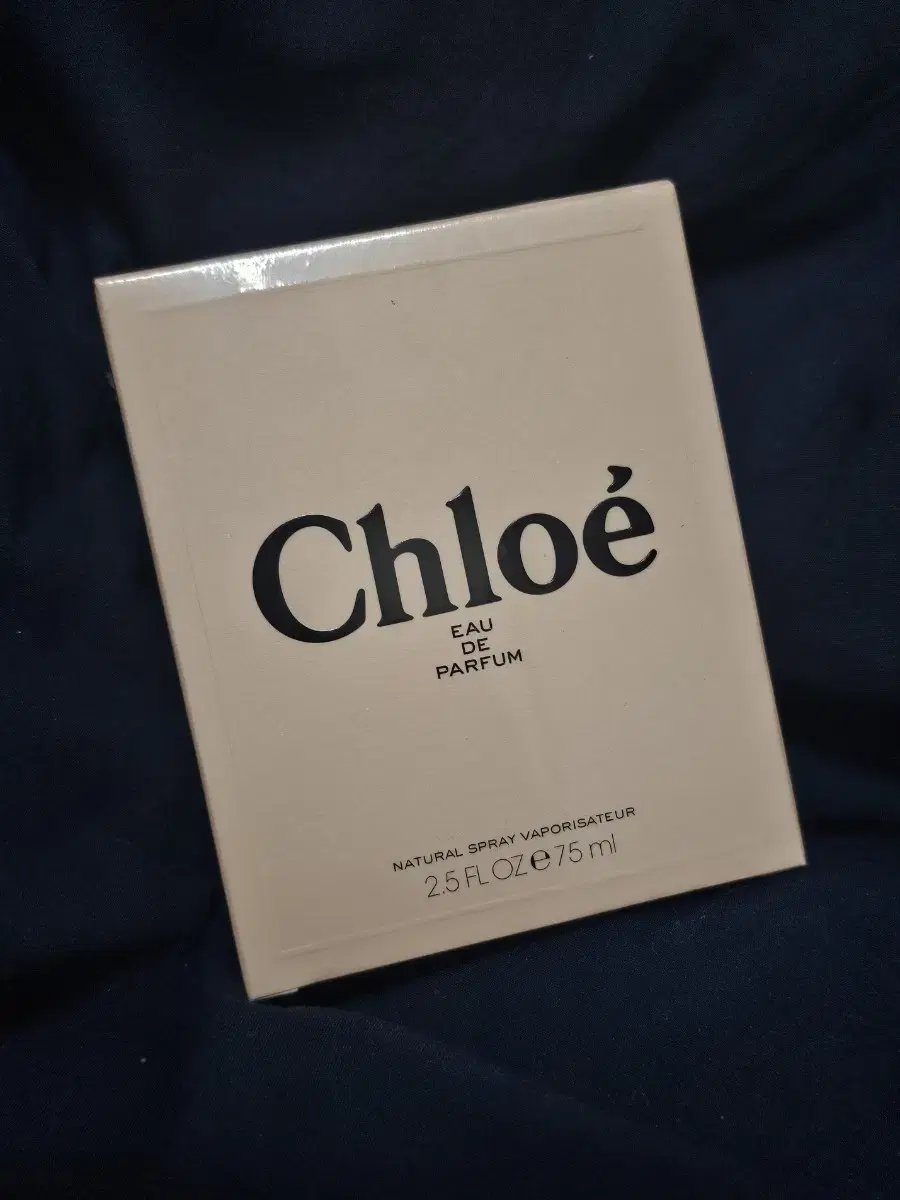 Chloé
EAU
DE
PARFUM
NATURAL SPRAY VAPORISATEUR
2.5 FL OZ ℮ 75 ml